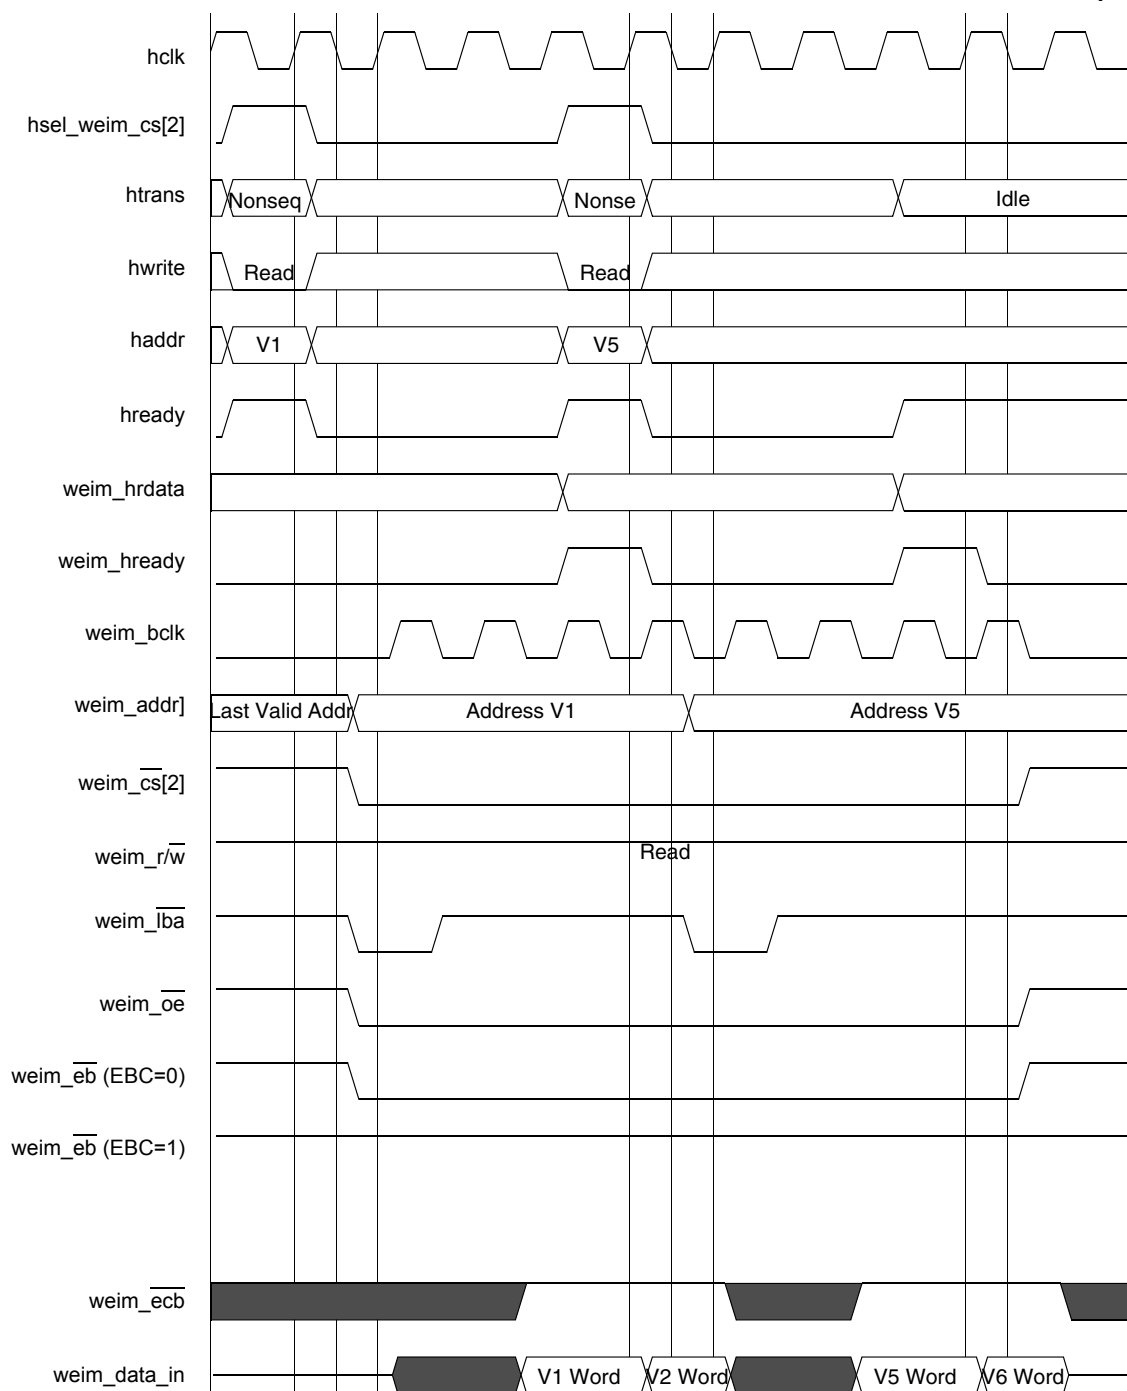 hclk
hsel_weim_cs[2]
htrans Nonseq Nonse Idle
hwrite Read Read
haddr V1 V5
hready
weim_hrdata
weim_hready
weim_bclk
weim_addr] Last Valid Addr Address V1 Address V5
weim_cs[2]
weim_r/w Read
weim_lba
weim_oe
weim_eb (EBC=0)
weim_eb (EBC=1)
weim_ecb
weim_data_in V1 Word V2 Word V5 Word V6 Word